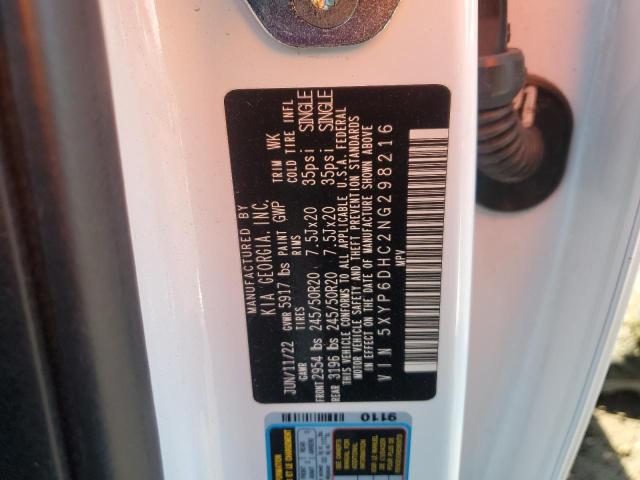 MANUFACTURED BY
KIA GEORGIA, INC.
JUN/11/22 GVWR 5917 lbs PAINT GWP TRIM WK
GAWR TIRES RIMS COLD TIRE INFL
FRONT 2954 lbs 245/50R20 7.5Jx20 35psi SINGLE
REAR 3196 lbs 245/50R20 7.5Jx20 35psi SINGLE
THIS VEHICLE CONFORMS TO ALL APPLICABLE U.S.A. FEDERAL
MOTOR VEHICLE SAFETY AND THEFT PREVENTION STANDARDS
IN EFFECT ON THE DATE OF MANUFACTURE SHOWN ABOVE
VIN 5XYP6DHC2NG298216
MPV
9110